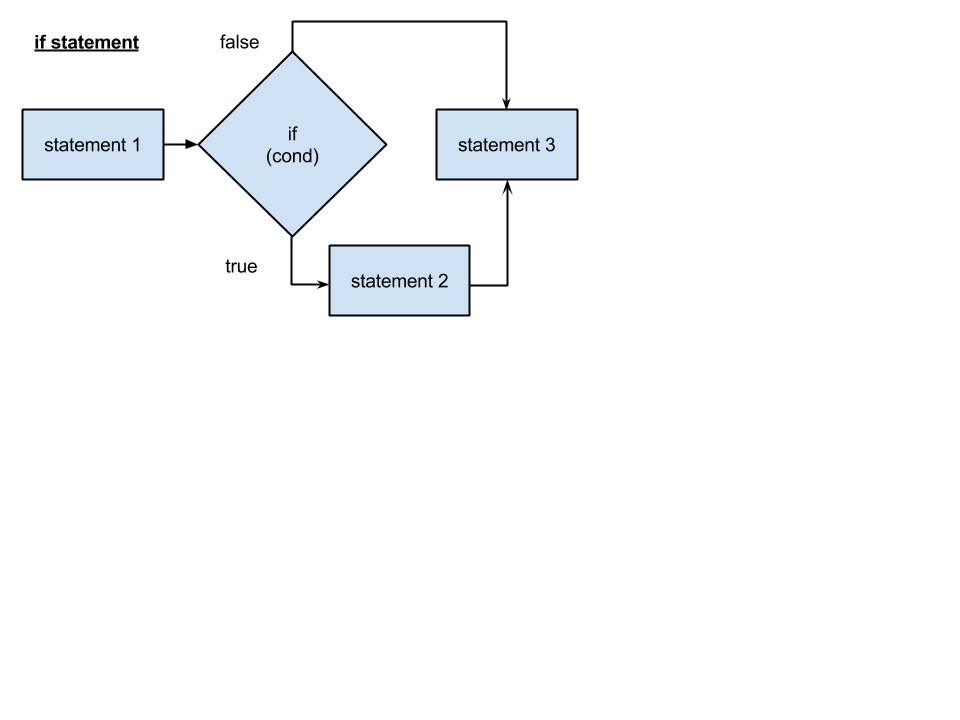 if statement
false
statement 1
if
(cond)
statement 3
true
statement 2